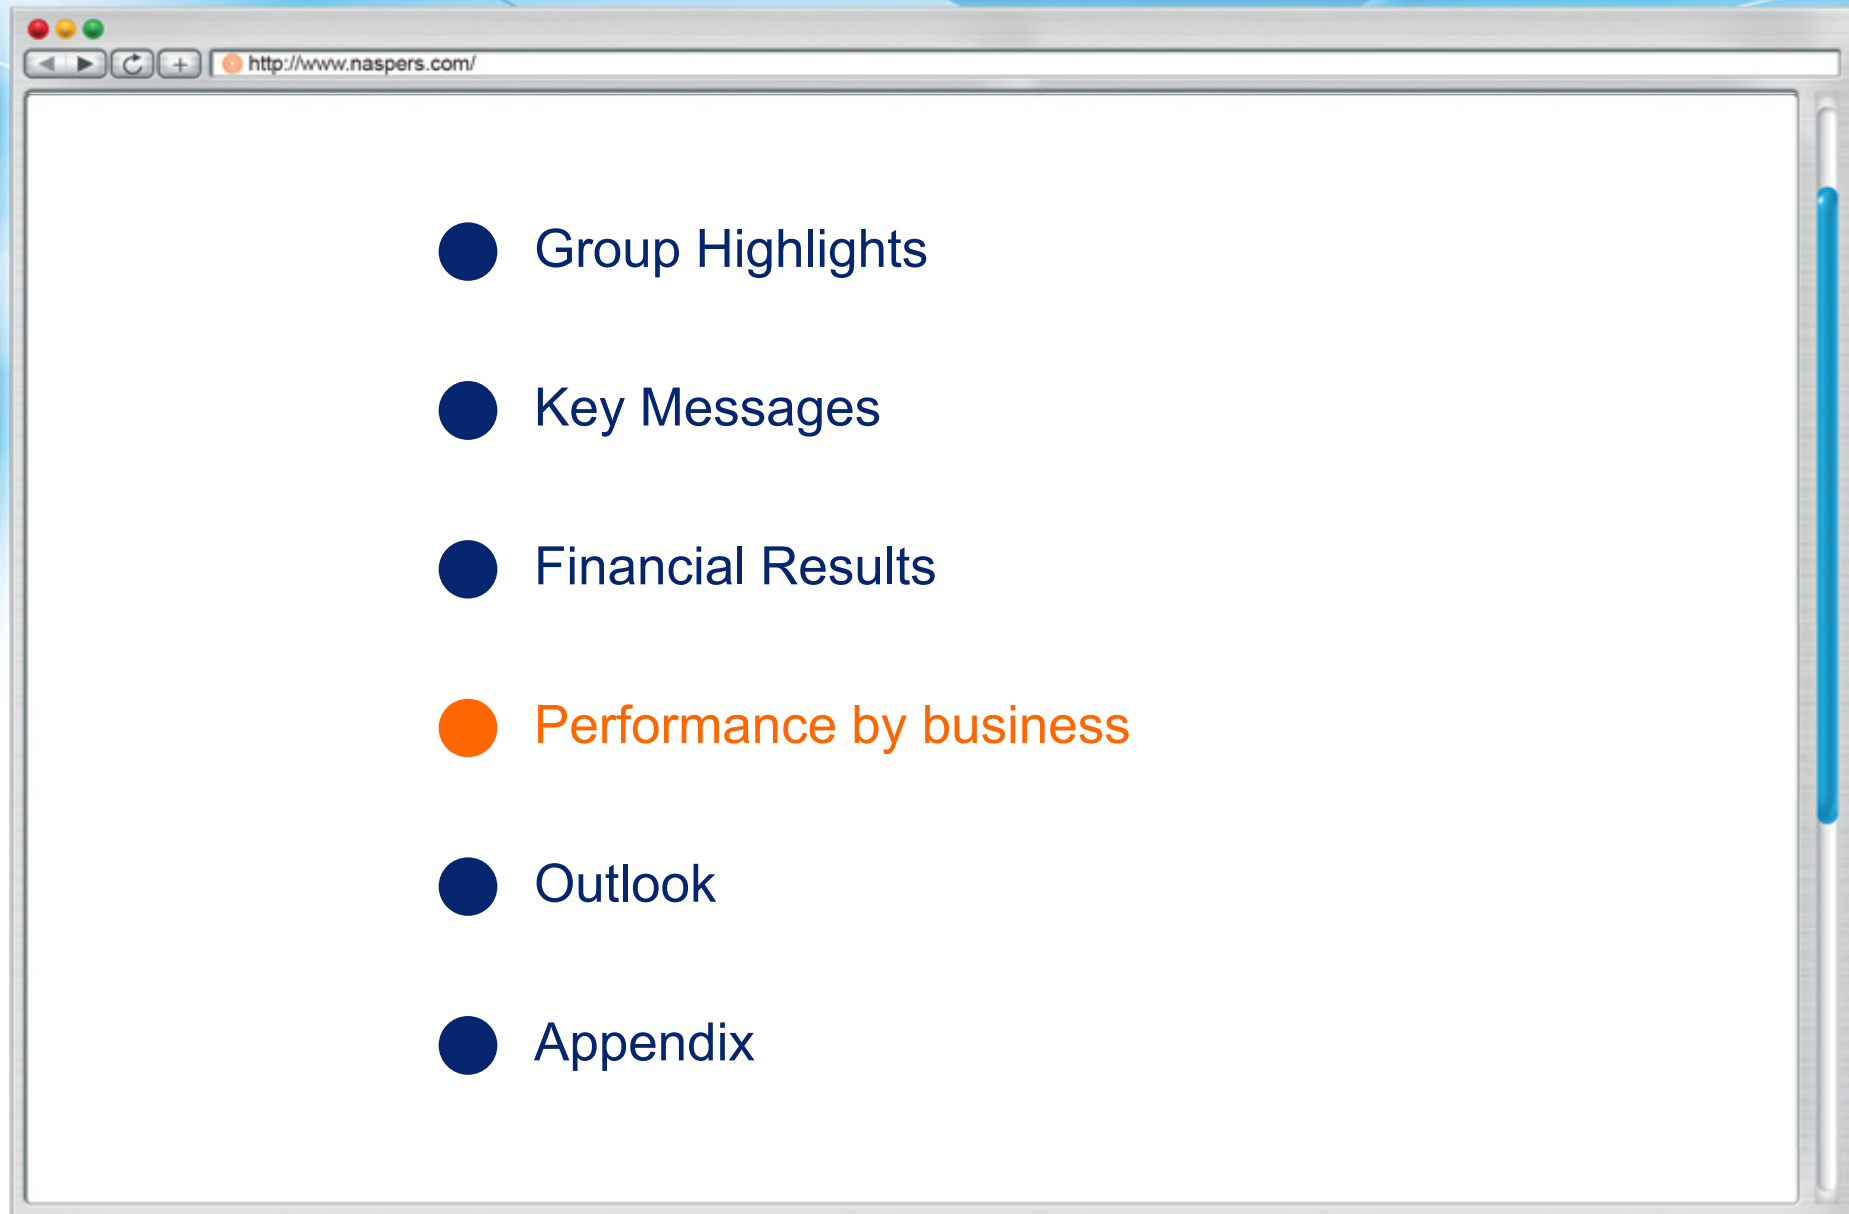 http://www.naspers.com/
Group Highlights
Key Messages
Financial Results
Performance by business
Outlook
Appendix